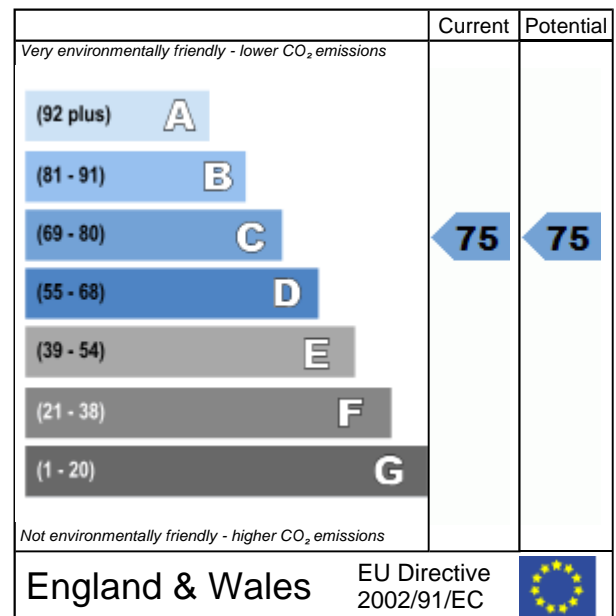 Current Potential
Very environmentally friendly - lower CO₂ emissions
(92 plus) A
(81 - 91) B
(69 - 80) C 75 75
(55 - 68) D
(39 - 54) E
(21 - 38) F
(1 - 20) G
Not environmentally friendly - higher CO₂ emissions
England & Wales
EU Directive
2002/91/EC